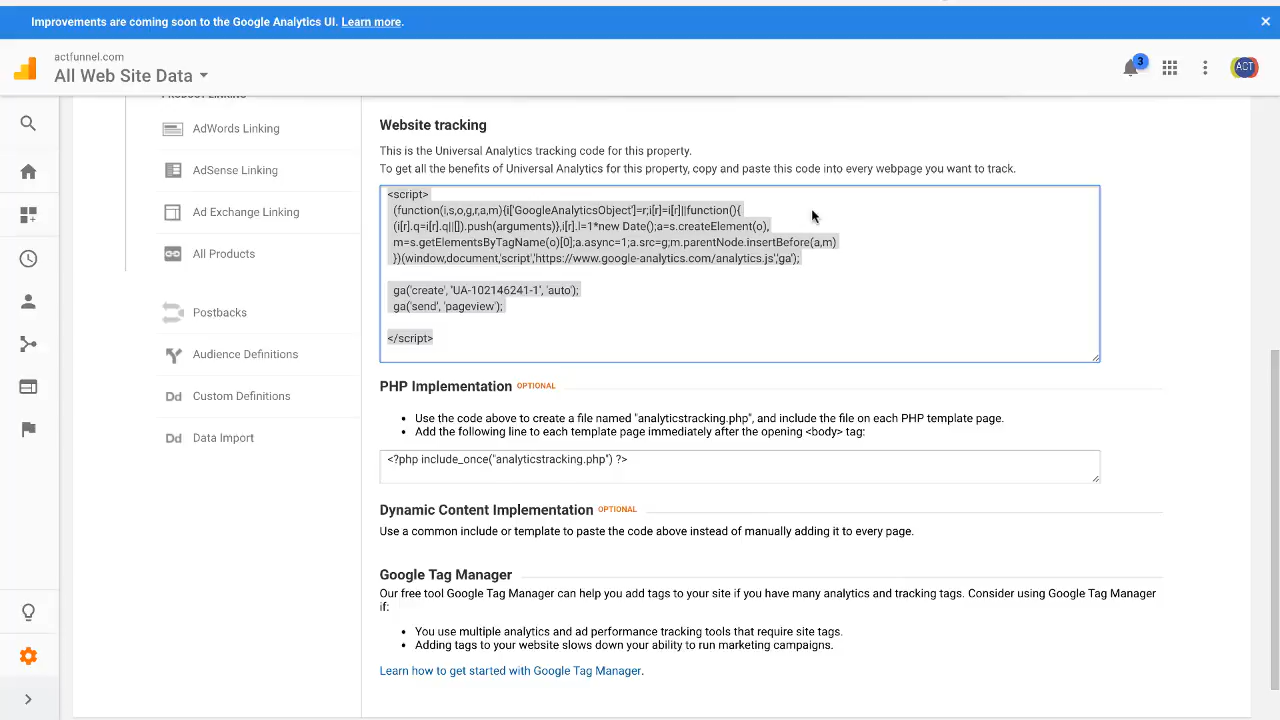 Improvements are coming soon to the Google Analytics UI. Learn more.
actfunnel.com
All Web Site Data
3
ACT
PRODUCT LINKING
AdWords Linking
AdSense Linking
Ad Exchange Linking
All Products
Postbacks
Audience Definitions
Dd Custom Definitions
Dd Data Import
Website tracking
This is the Universal Analytics tracking code for this property.
To get all the benefits of Universal Analytics for this property, copy and paste this code into every webpage you want to track.
<script>
(function(i,s,o,g,r,a,m){i['GoogleAnalyticsObject']=r;i[r]=i[r]||function(){
(i[r].q=i[r].q||[]).push(arguments)},i[r].l=1*new Date();a=s.createElement(o),
m=s.getElementsByTagName(o)[0];a.async=1;a.src=g;m.parentNode.insertBefore(a,m)
})(window,document,'script','https://www.google-analytics.com/analytics.js','ga');
ga('create', 'UA-102146241-1', 'auto');
ga('send', 'pageview');
</script>
PHP Implementation OPTIONAL
• Use the code above to create a file named "analyticstracking.php", and include the file on each PHP template page.
• Add the following line to each template page immediately after the opening <body> tag:
<?php include_once("analyticstracking.php") ?>
Dynamic Content Implementation OPTIONAL
Use a common include or template to paste the code above instead of manually adding it to every page.
Google Tag Manager
Our free tool Google Tag Manager can help you add tags to your site if you have many analytics and tracking tags. Consider using Google Tag Manager
if:
• You use multiple analytics and ad performance tracking tools that require site tags.
• Adding tags to your website slows down your ability to run marketing campaigns.
Learn how to get started with Google Tag Manager.